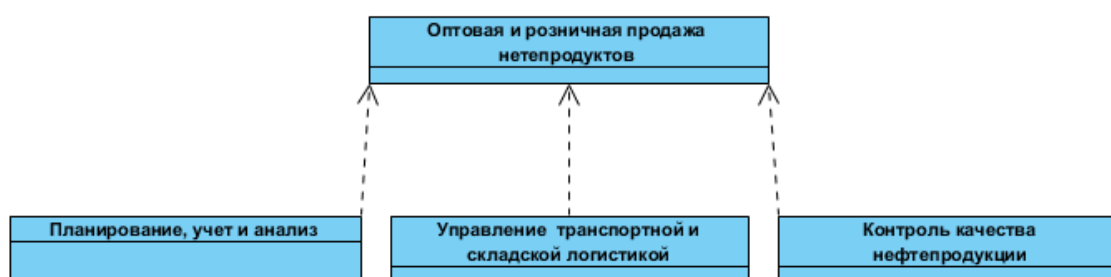 Оптовая и розничная продажа
нетепродуктов
Планирование, учет и анализ
Управление транспортной и
складской логистикой
Контроль качества
нефтепродукции